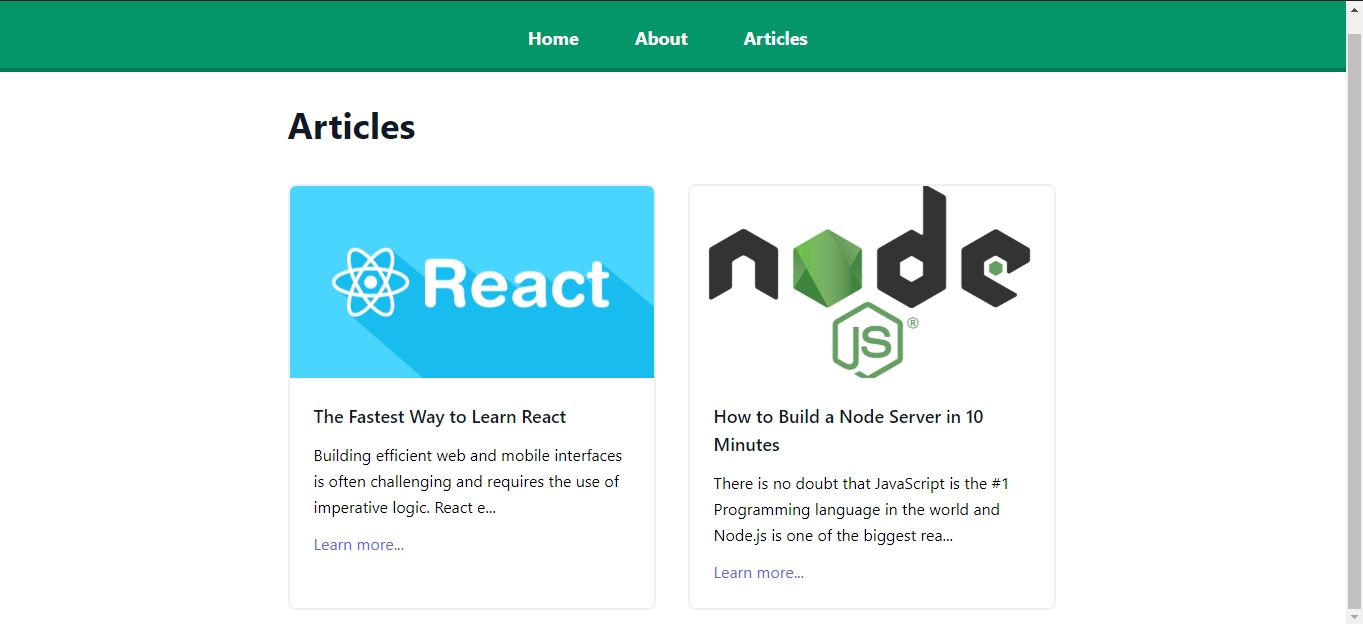 Home About Articles
Articles
React
The Fastest Way to Learn React
Building efficient web and mobile interfaces
is often challenging and requires the use of
imperative logic. React e...
Learn more...
node
JS®
How to Build a Node Server in 10
Minutes
There is no doubt that JavaScript is the #1
Programming language in the world and
Node.js is one of the biggest rea...
Learn more...